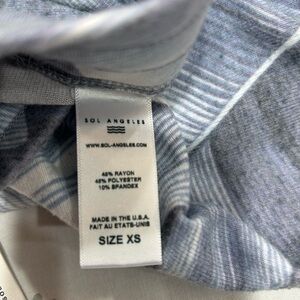 SOL ANGELES
WWW.SOL-ANGELES.COM
45% RAYON
45% POLYESTER
10% SPANDEX
MADE IN THE U.S.A.
FAIT AU ETATS-UNIS
SIZE XS